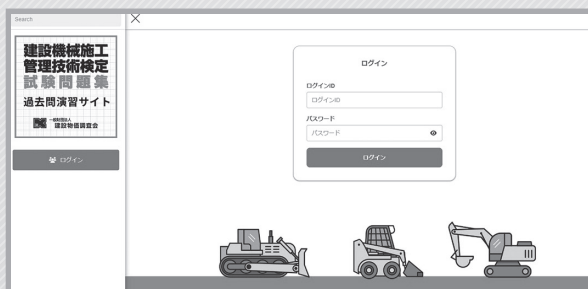 Search
建設機械施工
管理技術検定
試験問題集
過去問演習サイト
一般財団法人
建設物価調査会
ログイン
ログイン
ログインID
ログインID
パスワード
パスワード
ログイン